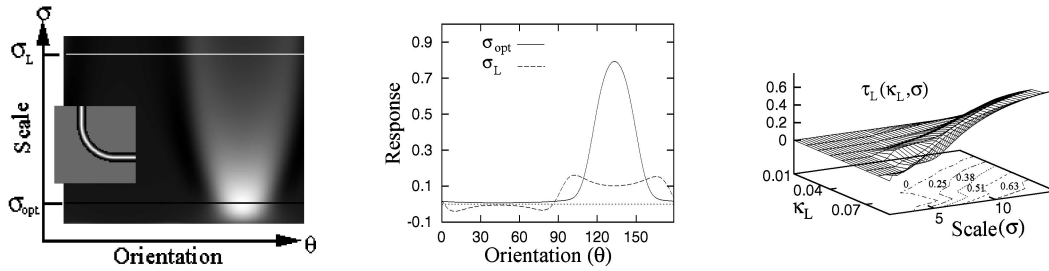 σ
σL
Scale
σopt
θ
Orientation
0.9
0.7
0.5
0.3
0.1
-0.1
σopt
σL
Response
0 30 60 90 120 150
Orientation (θ)
τL(κL,σ)
0.6
0.4
0.2
0
0.01
0.04
0.07
κL
0 0.25 0.38 0.51 0.63
5
10
Scale(σ)